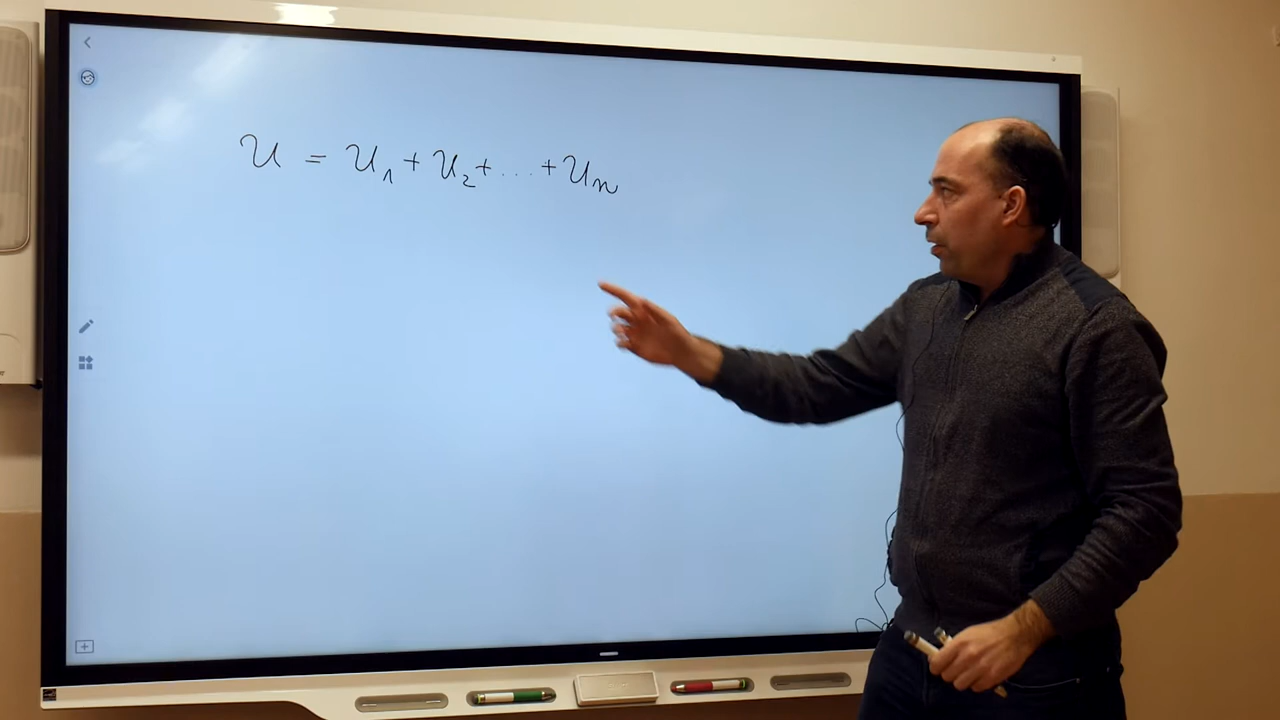 U = U₁ + U₂ + ... + Uₙ